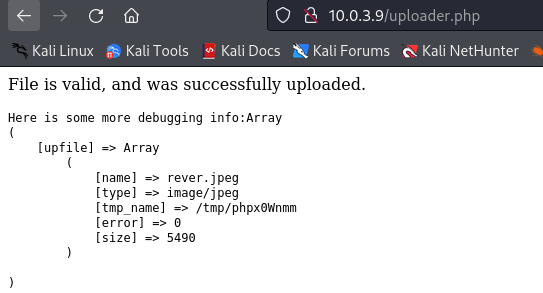 10.0.3.9/uploader.php
Kali Linux Kali Tools Kali Docs Kali Forums Kali NetHunter
File is valid, and was successfully uploaded.
Here is some more debugging info:Array
(
    [upfile] => Array
        (
            [name] => rever.jpeg
            [type] => image/jpeg
            [tmp_name] => /tmp/phpx0Wnmm
            [error] => 0
            [size] => 5490
        )
)